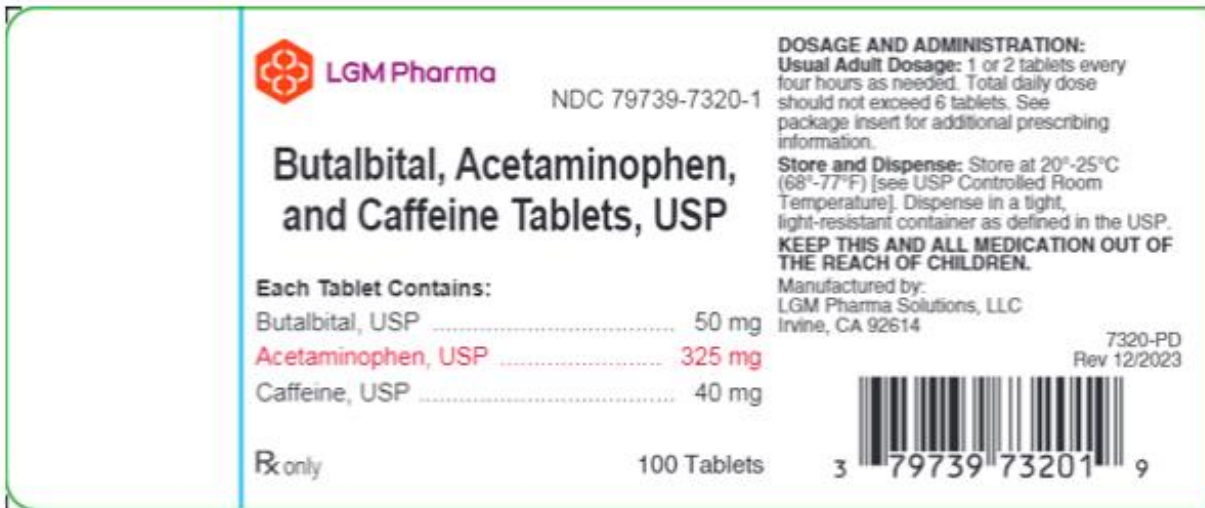 LGM Pharma
NDC 79739-7320-1
Butalbital, Acetaminophen,
and Caffeine Tablets, USP
Each Tablet Contains:
Butalbital, USP .................................. 50 mg
Acetaminophen, USP ....................... 325 mg
Caffeine, USP .................................... 40 mg
Rx only
100 Tablets
DOSAGE AND ADMINISTRATION:
Usual Adult Dosage: 1 or 2 tablets every
four hours as needed. Total daily dose
should not exceed 6 tablets. See
package insert for additional prescribing
information.
Store and Dispense: Store at 20°-25°C
(68°-77°F) [see USP Controlled Room
Temperature]. Dispense in a tight,
light-resistant container as defined in the USP.
KEEP THIS AND ALL MEDICATION OUT OF
THE REACH OF CHILDREN.
Manufactured by:
LGM Pharma Solutions, LLC
Irvine, CA 92614
7320-PD
Rev 12/2023
3 79739 73201 9